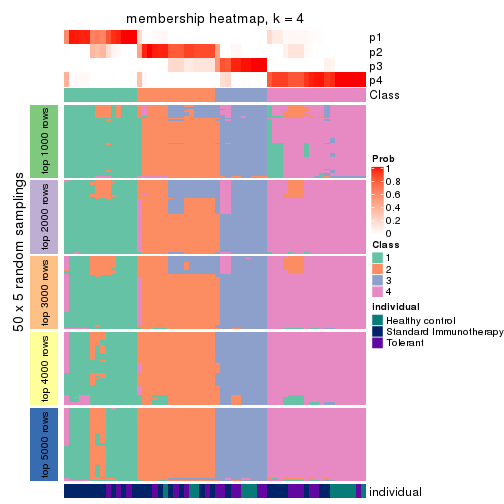 membership heatmap, k = 4
p1
p2
p3
p4
Class
50 x 5 random samplings
top 1000 rows
top 2000 rows
top 3000 rows
top 4000 rows
top 5000 rows
individual
Prob
1
0.8
0.6
0.4
0.2
0
Class
1
2
3
4
individual
Healthy control
Standard Immunotherapy
Tolerant